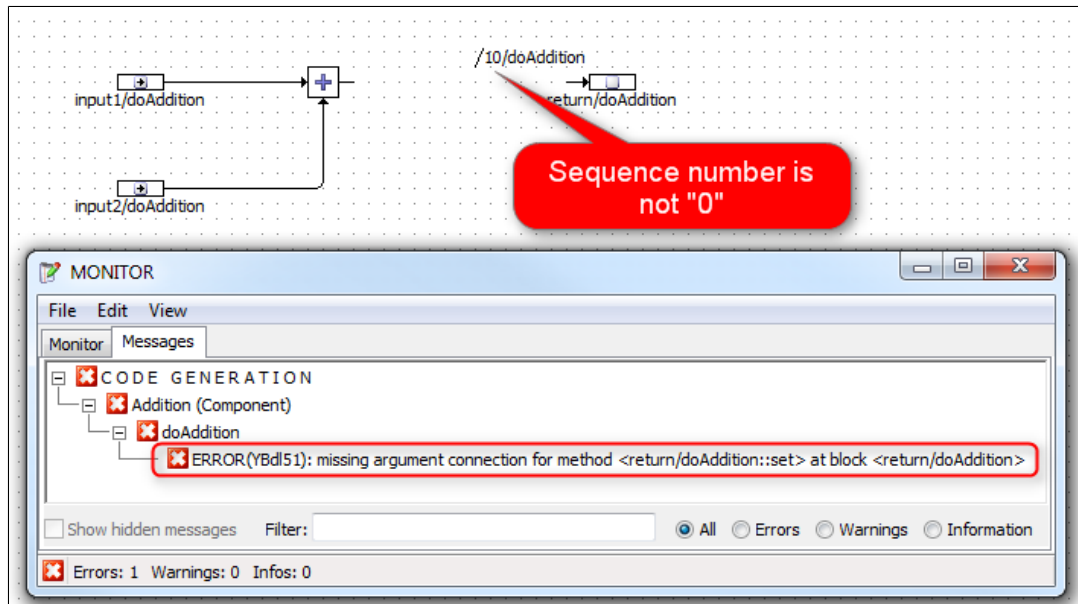 /10/doAddition
input1/doAddition
return/doAddition
Sequence number is
not "0"
input2/doAddition
MONITOR
File Edit View
Monitor Messages
CODE GENERATION
Addition (Component)
doAddition
ERROR(YBdl51): missing argument connection for method <return/doAddition::set> at block <return/doAddition>
Show hidden messages Filter: All Errors Warnings Information
Errors: 1 Warnings: 0 Infos: 0